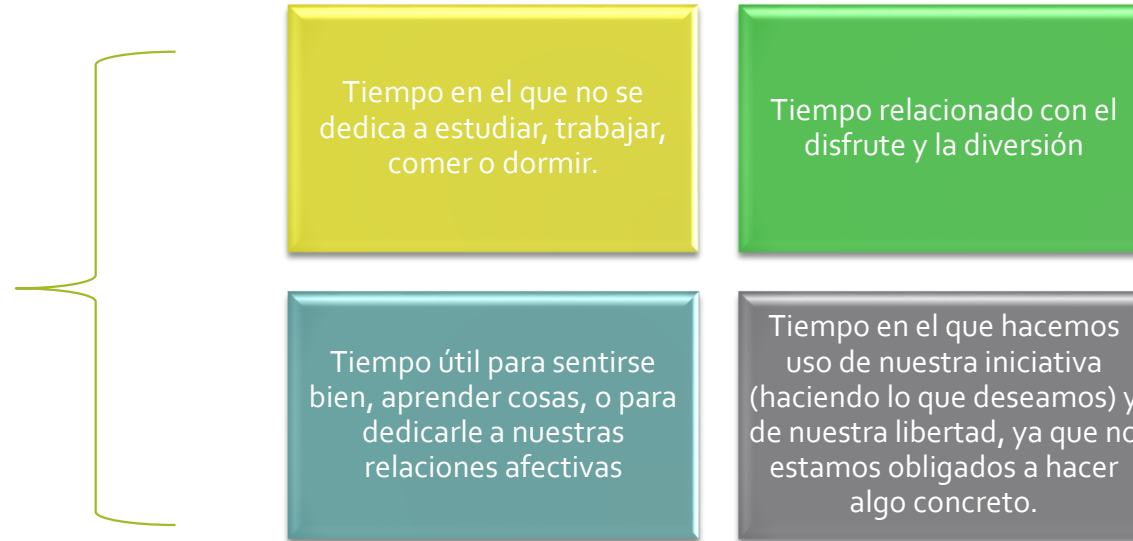 Tiempo en el que no se
dedica a estudiar, trabajar,
comer o dormir.
Tiempo relacionado con el
disfrute y la diversión
Tiempo útil para sentirse
bien, aprender cosas, o para
dedicarle a nuestras
relaciones afectivas
Tiempo en el que hacemos
uso de nuestra iniciativa
(haciendo lo que deseamos) y
de nuestra libertad, ya que no
estamos obligados a hacer
algo concreto.